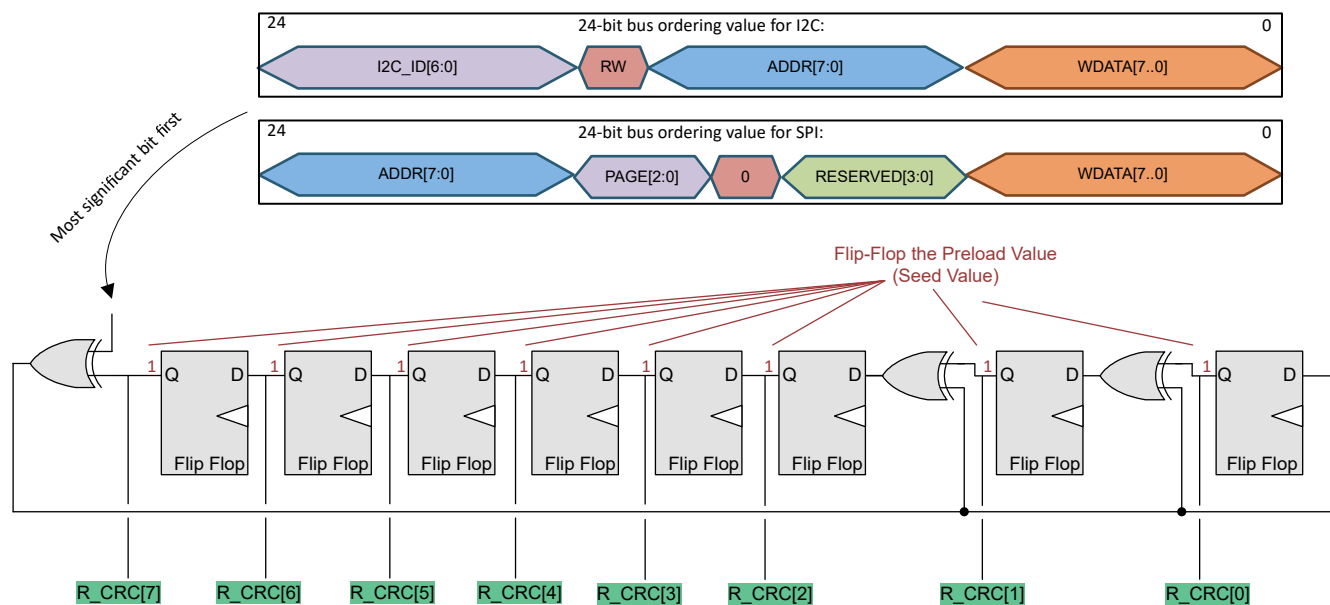 24 24-bit bus ordering value for I2C: 0
I2C_ID[6:0] RW ADDR[7:0] WDATA[7..0]
24 24-bit bus ordering value for SPI: 0
ADDR[7:0] PAGE[2:0] 0 RESERVED[3:0] WDATA[7..0]
Most significant bit first
Flip-Flop the Preload Value
(Seed Value)
1 1 1 1 1 1 1 1
Q D Q D Q D Q D Q D Q D Q D Q D
Flip Flop Flip Flop Flip Flop Flip Flop Flip Flop Flip Flop Flip Flop Flip Flop
R_CRC[7] R_CRC[6] R_CRC[5] R_CRC[4] R_CRC[3] R_CRC[2] R_CRC[1] R_CRC[0]